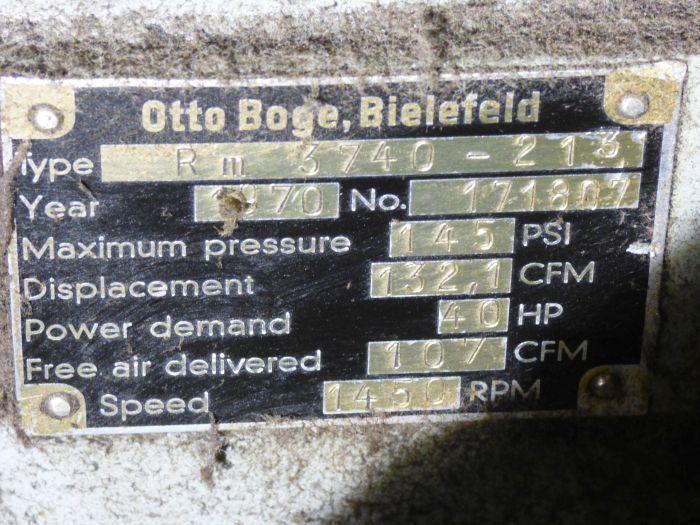 Otto Boge, Bielefeld
Type Rm 3740-213
Year 1970 No. 171807
Maximum pressure 145 PSI
Displacement 132,1 CFM
Power demand 40 HP
Free air delivered 107 CFM
Speed 1450 RPM